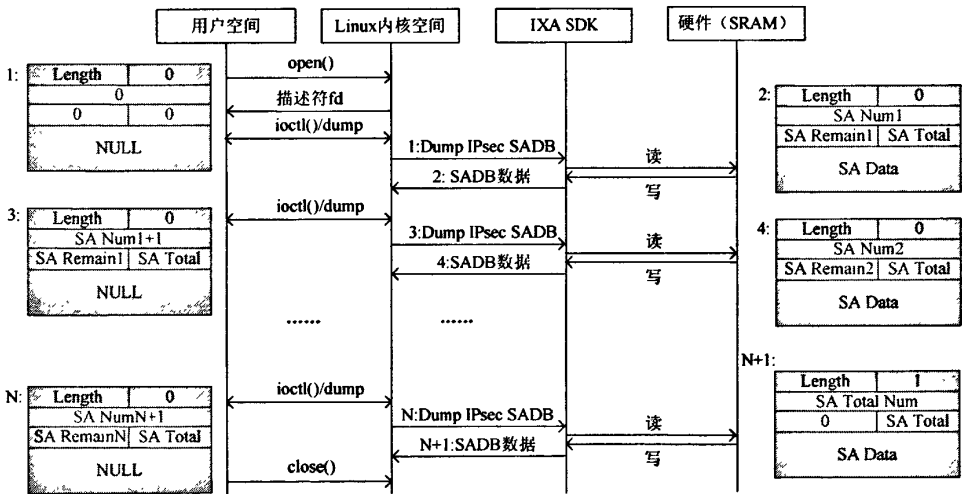 用户空间
Linux内核空间
IXA SDK
硬件（SRAM）
1:
Length 0
0
0 0
NULL
open()
描述符fd
ioctl()/dump
1:Dump IPsec SADB
读
2: SADB数据
写
2:
Length 0
SA Num1
SA Remain1 SA Total
SA Data
3:
Length 0
SA Num1+1
SA Remain1 SA Total
NULL
ioctl()/dump
3:Dump IPsec SADB
读
4:SADB数据
写
4:
Length 0
SA Num2
SA Remain2 SA Total
SA Data
...... ......
N:
Length 0
SA NumN+1
SA RemainN SA Total
NULL
ioctl()/dump
N:Dump IPsec SADB
读
N+1:SADB数据
写
close()
N+1:
Length 1
SA Total Num
0 SA Total
SA Data